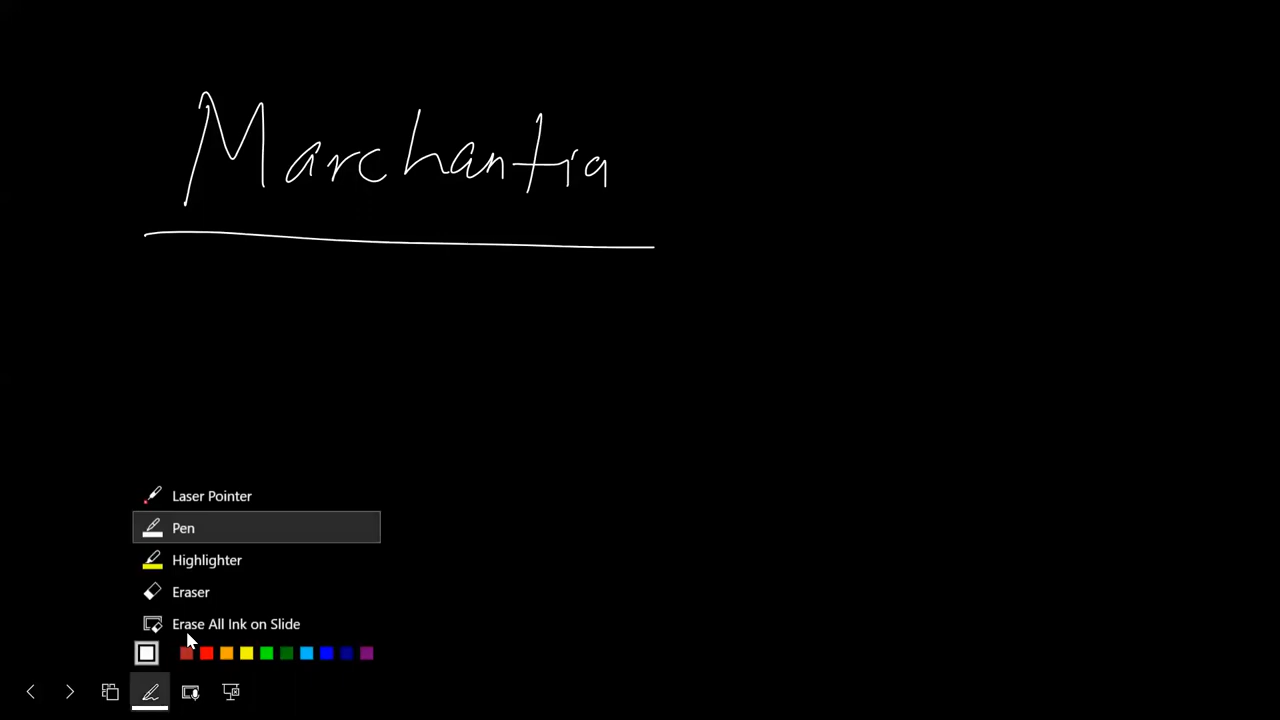 Marchantia
Laser Pointer
Pen
Highlighter
Eraser
Erase All Ink on Slide